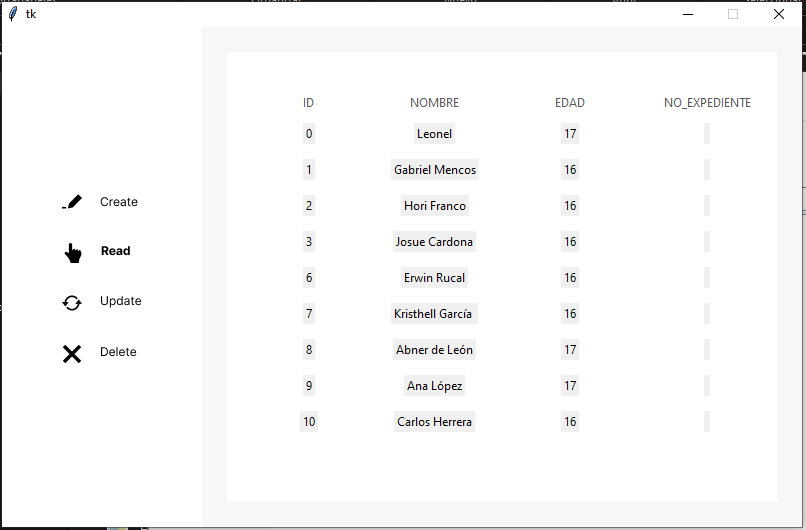 tk
ID NOMBRE EDAD NO_EXPEDIENTE
0 Leonel 17
1 Gabriel Mencos 16
2 Hori Franco 16
3 Josue Cardona 16
6 Erwin Rucal 16
7 Kristhell García 16
8 Abner de León 17
9 Ana López 17
10 Carlos Herrera 16
Create
Read
Update
Delete